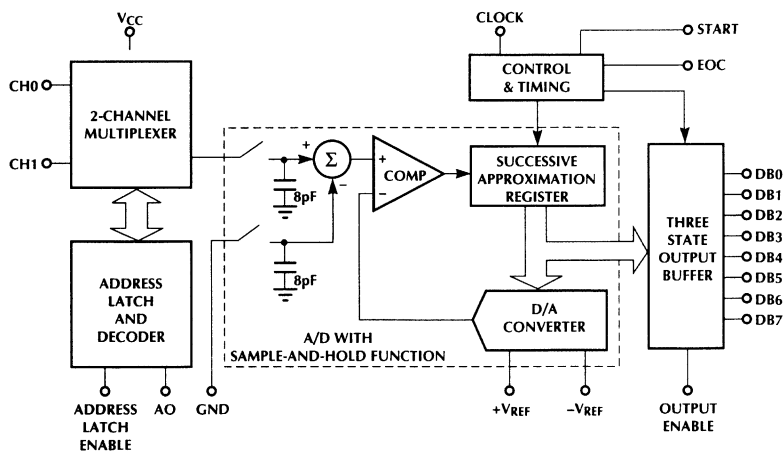 VCC
CLOCK
START
EOC
CH0
CH1
2-CHANNEL
MULTIPLEXER
CONTROL
& TIMING
+
Σ
−
8pF
8pF
+
−
COMP
SUCCESSIVE
APPROXIMATION
REGISTER
THREE
STATE
OUTPUT
BUFFER
DB0
DB1
DB2
DB3
DB4
DB5
DB6
DB7
ADDRESS
LATCH
AND
DECODER
D/A
CONVERTER
A/D WITH
SAMPLE-AND-HOLD FUNCTION
ADDRESS
LATCH
ENABLE
AO
GND
+VREF
−VREF
OUTPUT
ENABLE